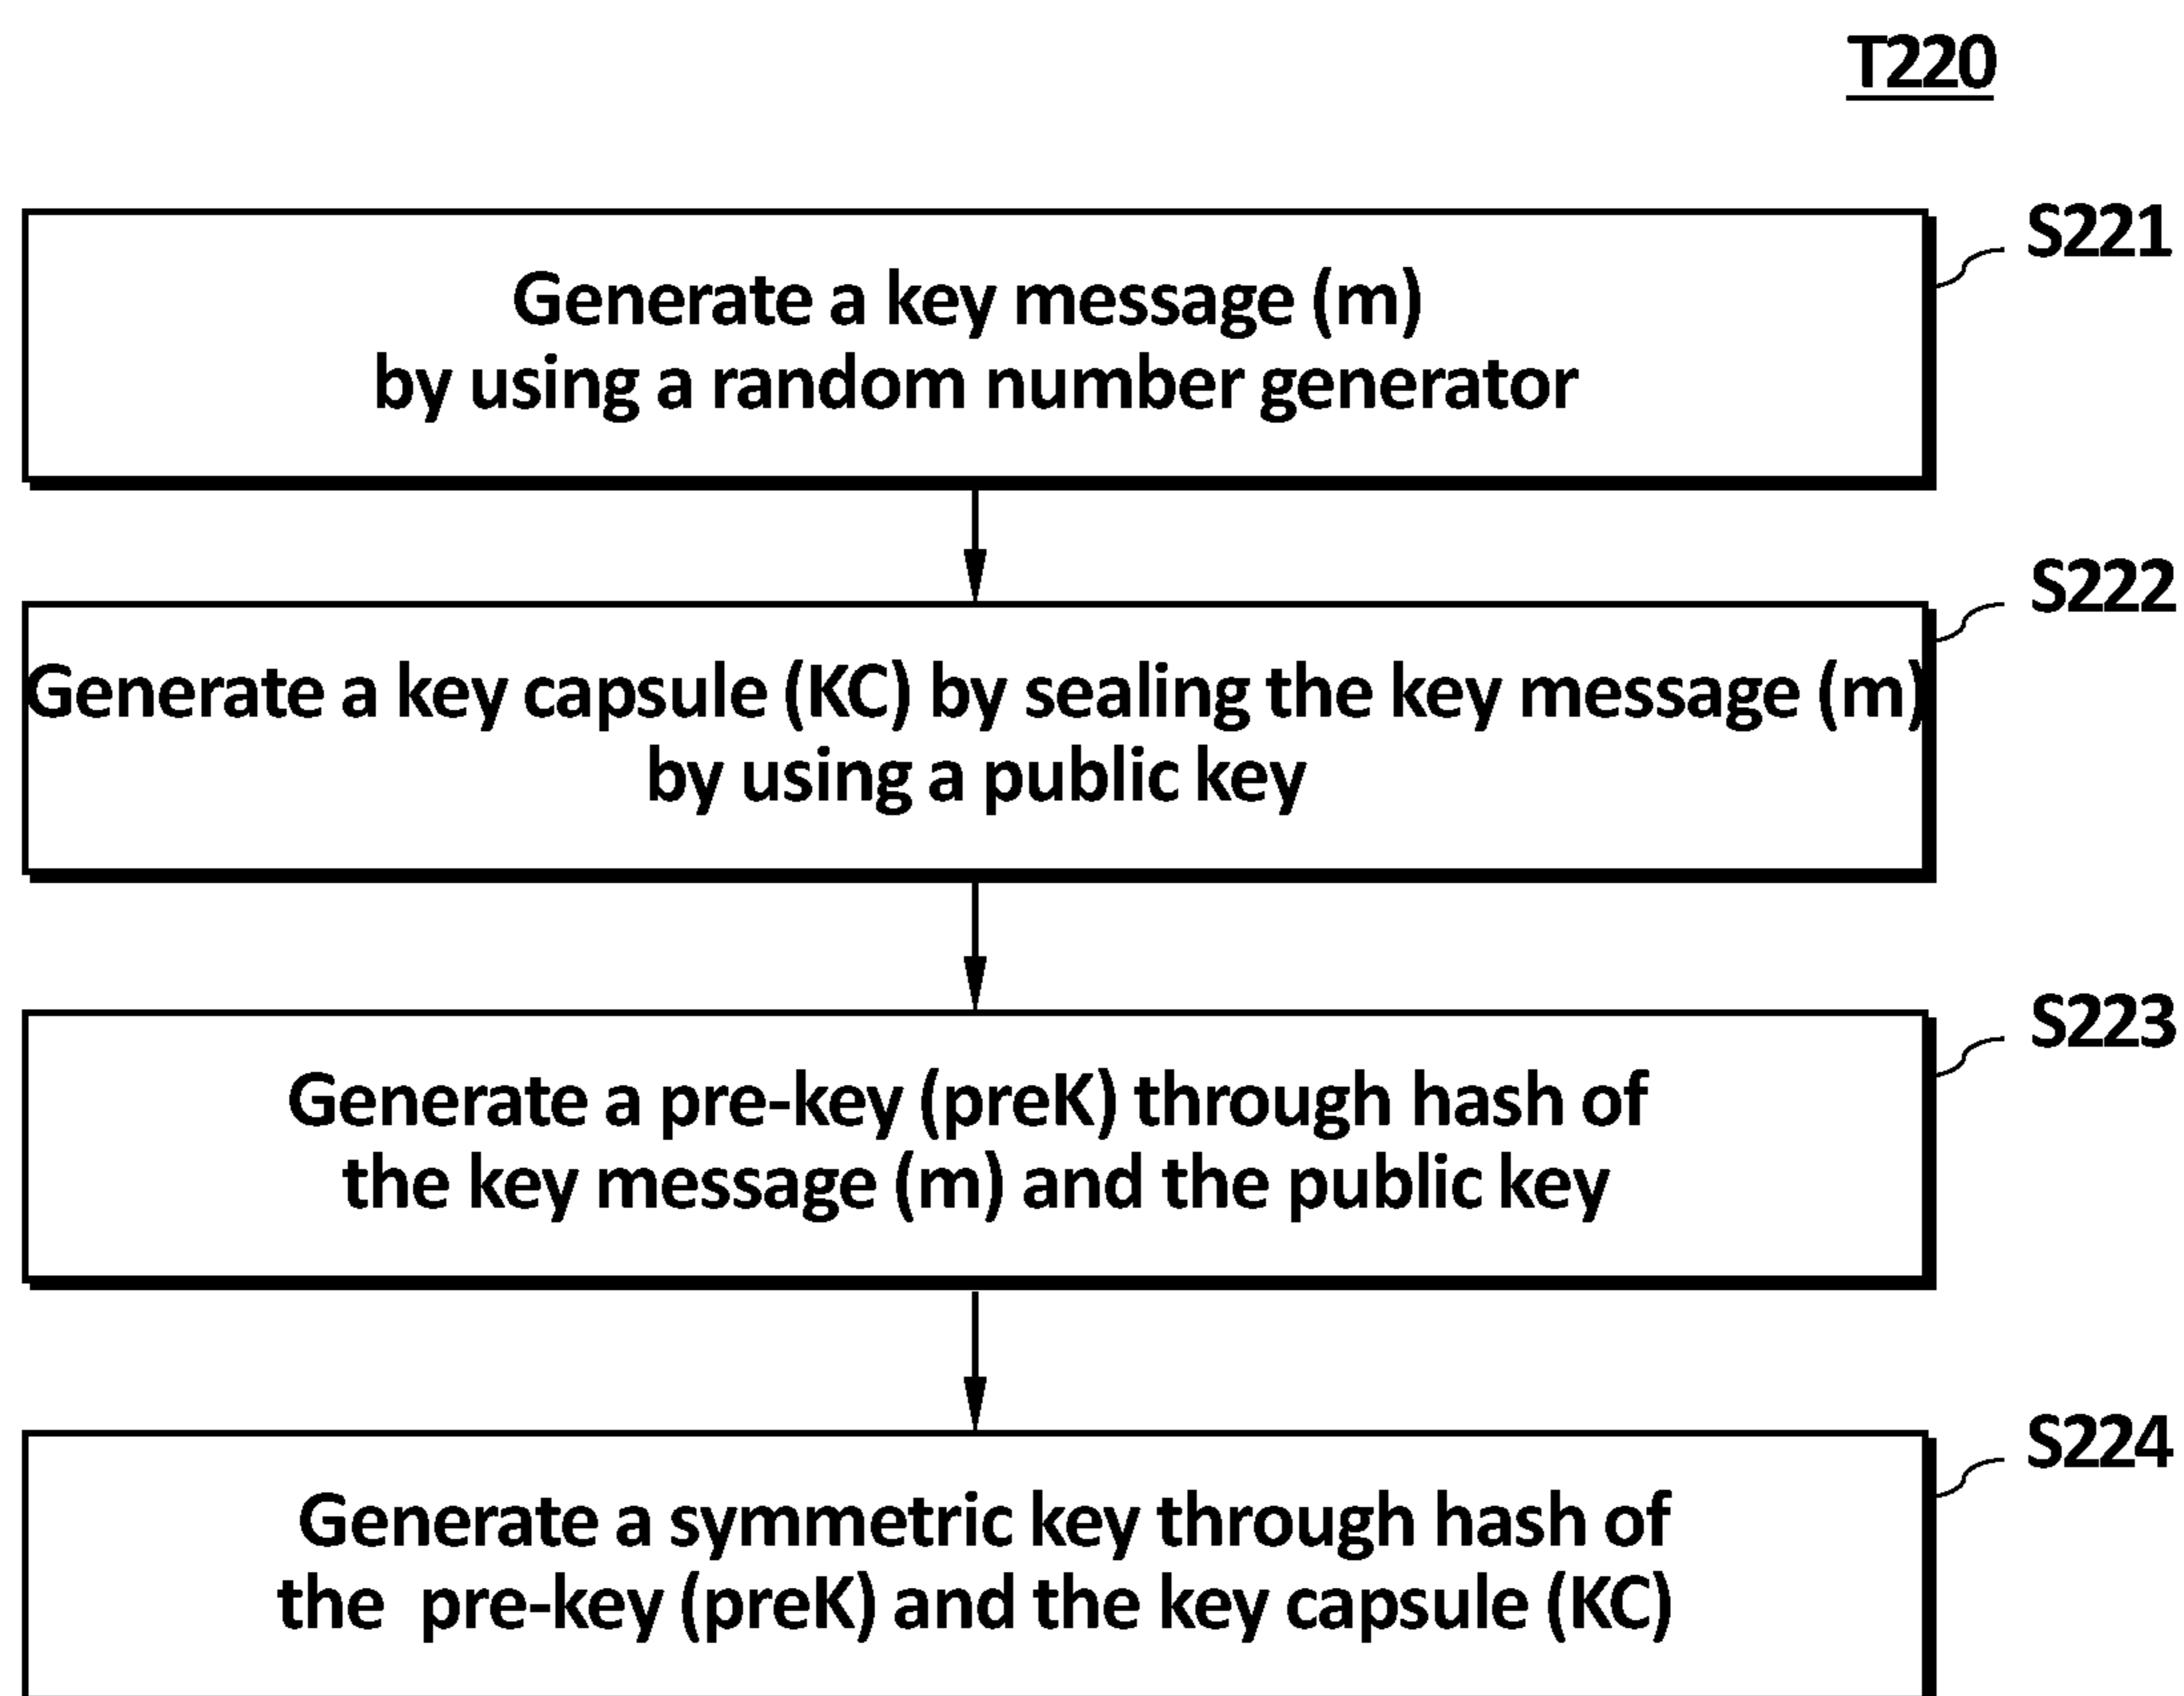 T220
S221
Generate a key message (m)
by using a random number generator
S222
Generate a key capsule (KC) by sealing the key message (m)
by using a public key
S223
Generate a pre-key (preK) through hash of
the key message (m) and the public key
S224
Generate a symmetric key through hash of
the pre-key (preK) and the key capsule (KC)